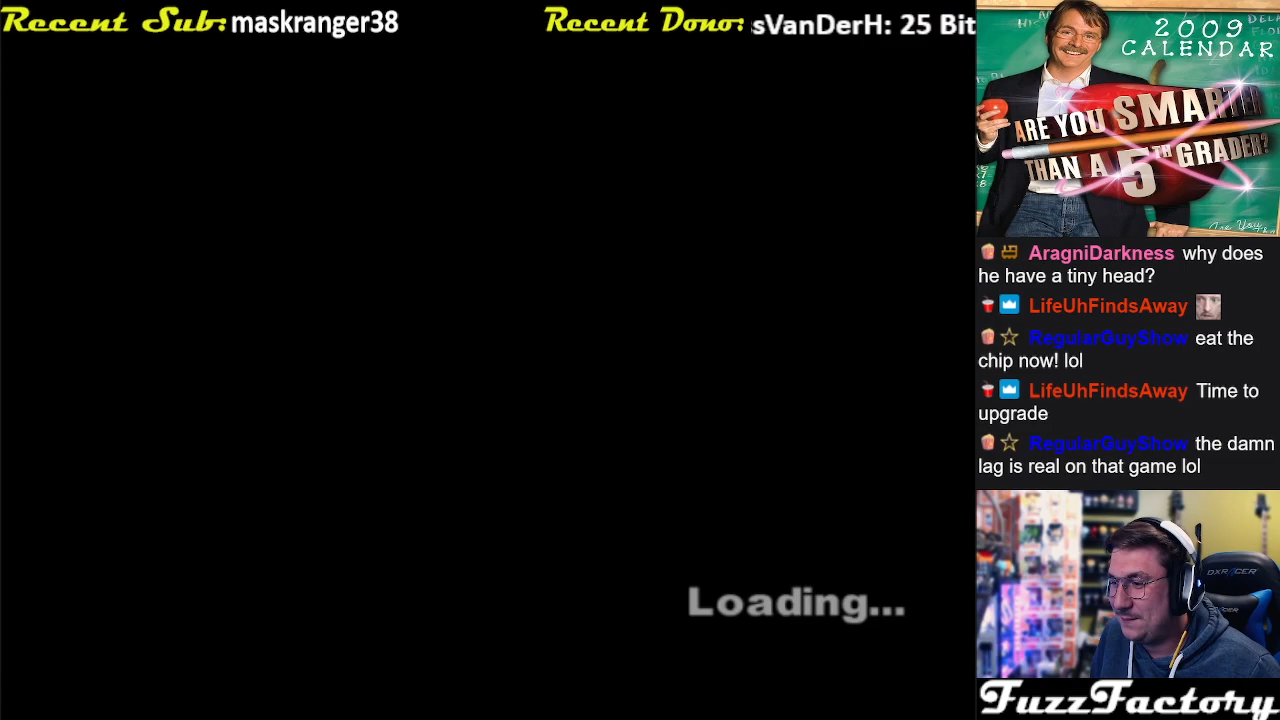 Recent Sub: maskranger38
Recent Dono: sVanDerH: 25 Bit
2009
CALENDAR
ARE YOU SMARTER
THAN A 5TH GRADER?
AragniDarkness why does
he have a tiny head?
LifeUhFindsAway
RegularGuyShow eat the
chip now! lol
LifeUhFindsAway Time to
upgrade
RegularGuyShow the damn
lag is real on that game lol
Loading...
DXRACER
FuzzFactory